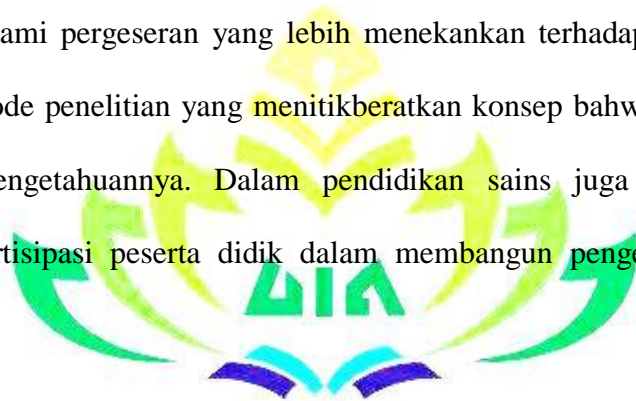 ami pergeseran yang lebih menekankan terhadap
ode penelitian yang menitikberatkan konsep bahw
engetahuannya. Dalam pendidikan sains juga
rtisipasi peserta didik dalam membangun penge